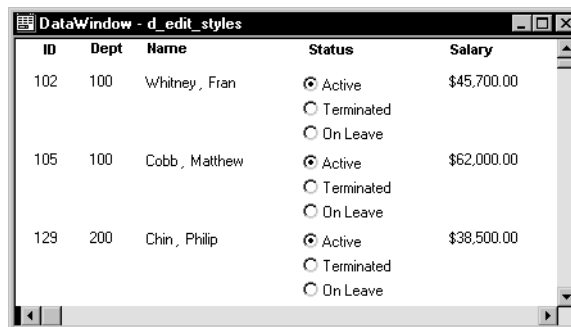 DataWindow - d_edit_styles
ID Dept Name Status Salary
102 100 Whitney , Fran Active $45,700.00
Terminated
On Leave
105 100 Cobb , Matthew Active $62,000.00
Terminated
On Leave
129 200 Chin , Philip Active $38,500.00
Terminated
On Leave